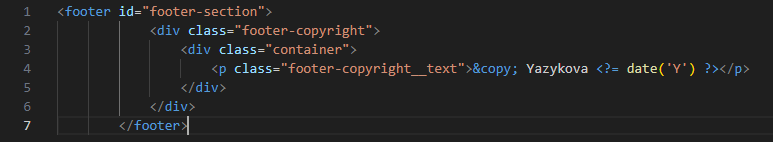 1 <footer id="footer-section">
2 <div class="footer-copyright">
3 <div class="container">
4 <p class="footer-copyright__text">&copy; Yazykova <?= date('Y') ?></p>
5 </div>
6 </div>
7 </footer>